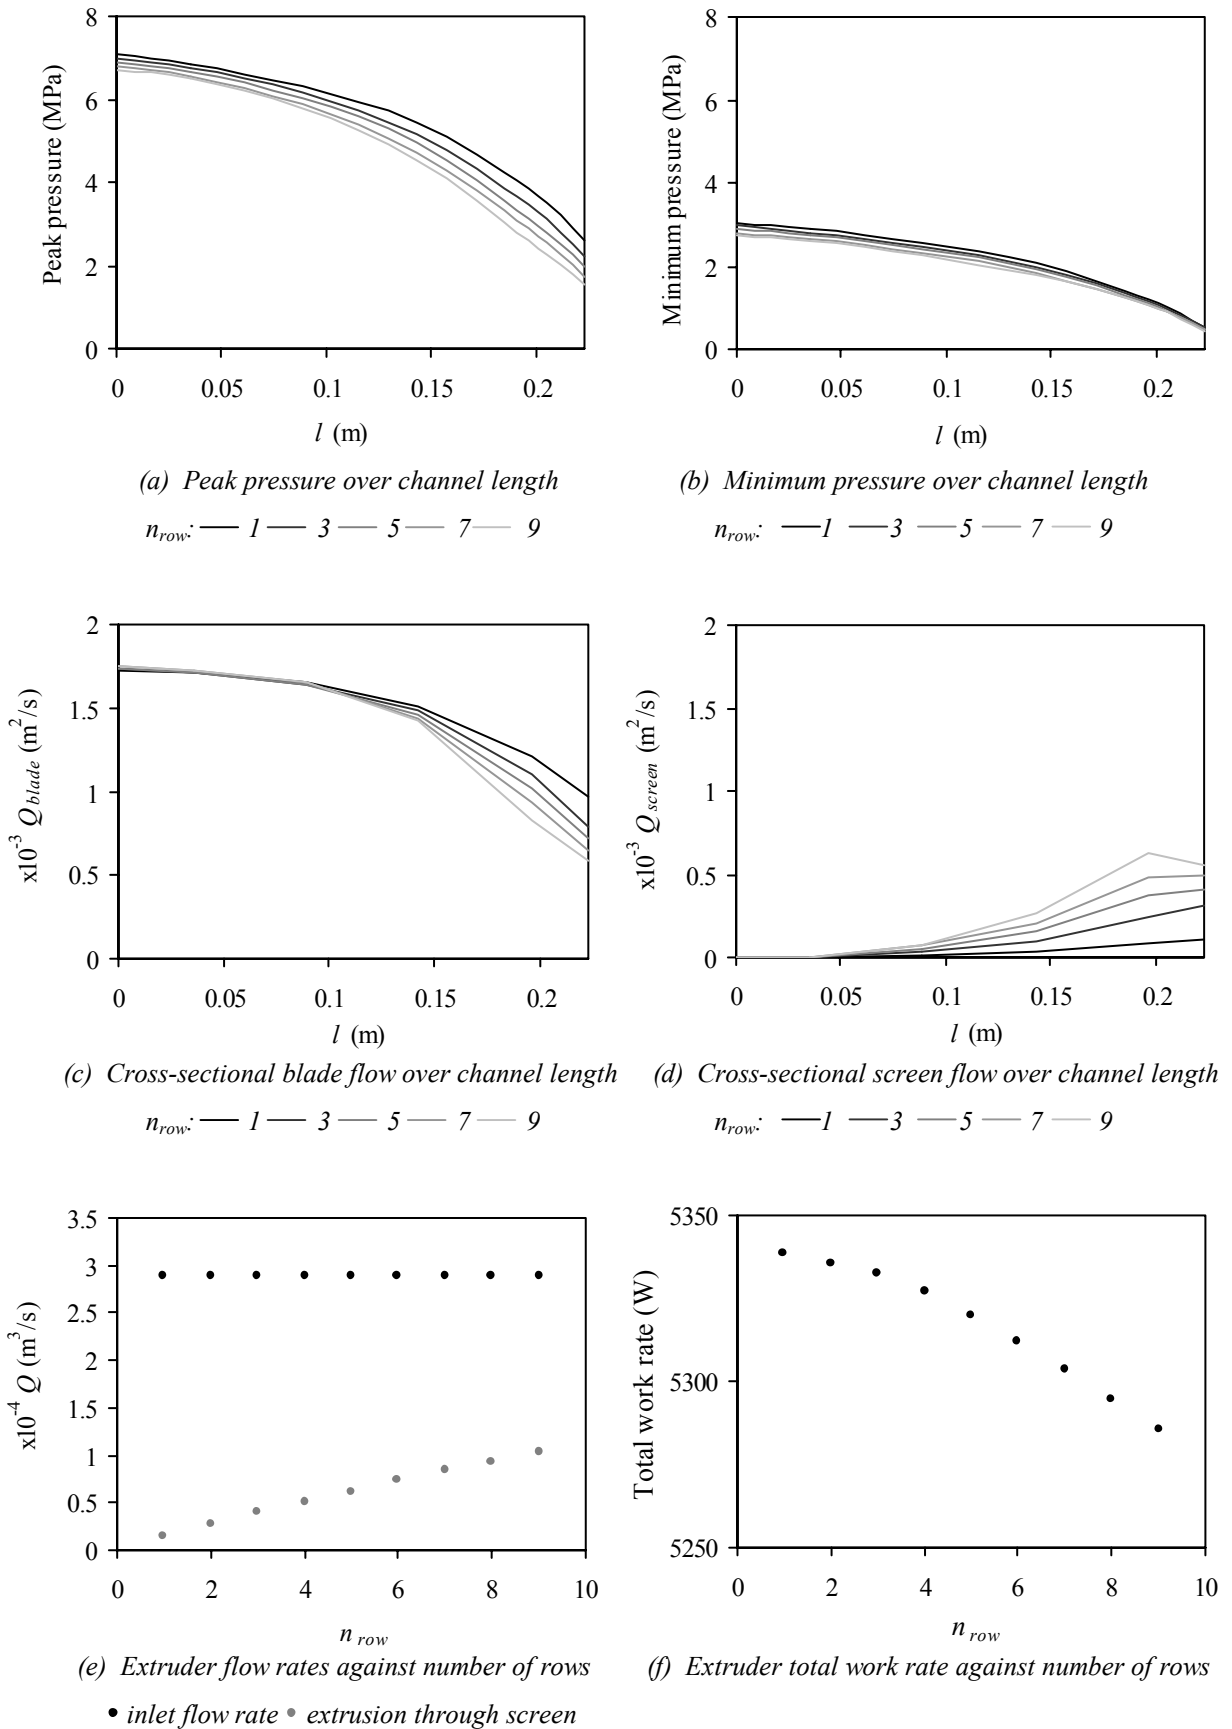 8
6
4
2
0
Peak pressure (MPa)
0 0.05 0.1 0.15 0.2
l (m)
(a) Peak pressure over channel length
n_row: 1 3 5 7 9
8
6
4
2
0
Minimum pressure (MPa)
0 0.05 0.1 0.15 0.2
l (m)
(b) Minimum pressure over channel length
n_row: 1 3 5 7 9
2
1.5
1
0.5
0
x10⁻³ Q_blade (m²/s)
0 0.05 0.1 0.15 0.2
l (m)
(c) Cross-sectional blade flow over channel length
n_row: 1 3 5 7 9
2
1.5
1
0.5
0
x10⁻³ Q_screen (m²/s)
0 0.05 0.1 0.15 0.2
l (m)
(d) Cross-sectional screen flow over channel length
n_row: 1 3 5 7 9
3.5
3
2.5
2
1.5
1
0.5
0
x10⁻⁴ Q (m³/s)
0 2 4 6 8 10
n_row
(e) Extruder flow rates against number of rows
inlet flow rate extrusion through screen
5350
5300
5250
Total work rate (W)
0 2 4 6 8 10
n_row
(f) Extruder total work rate against number of rows